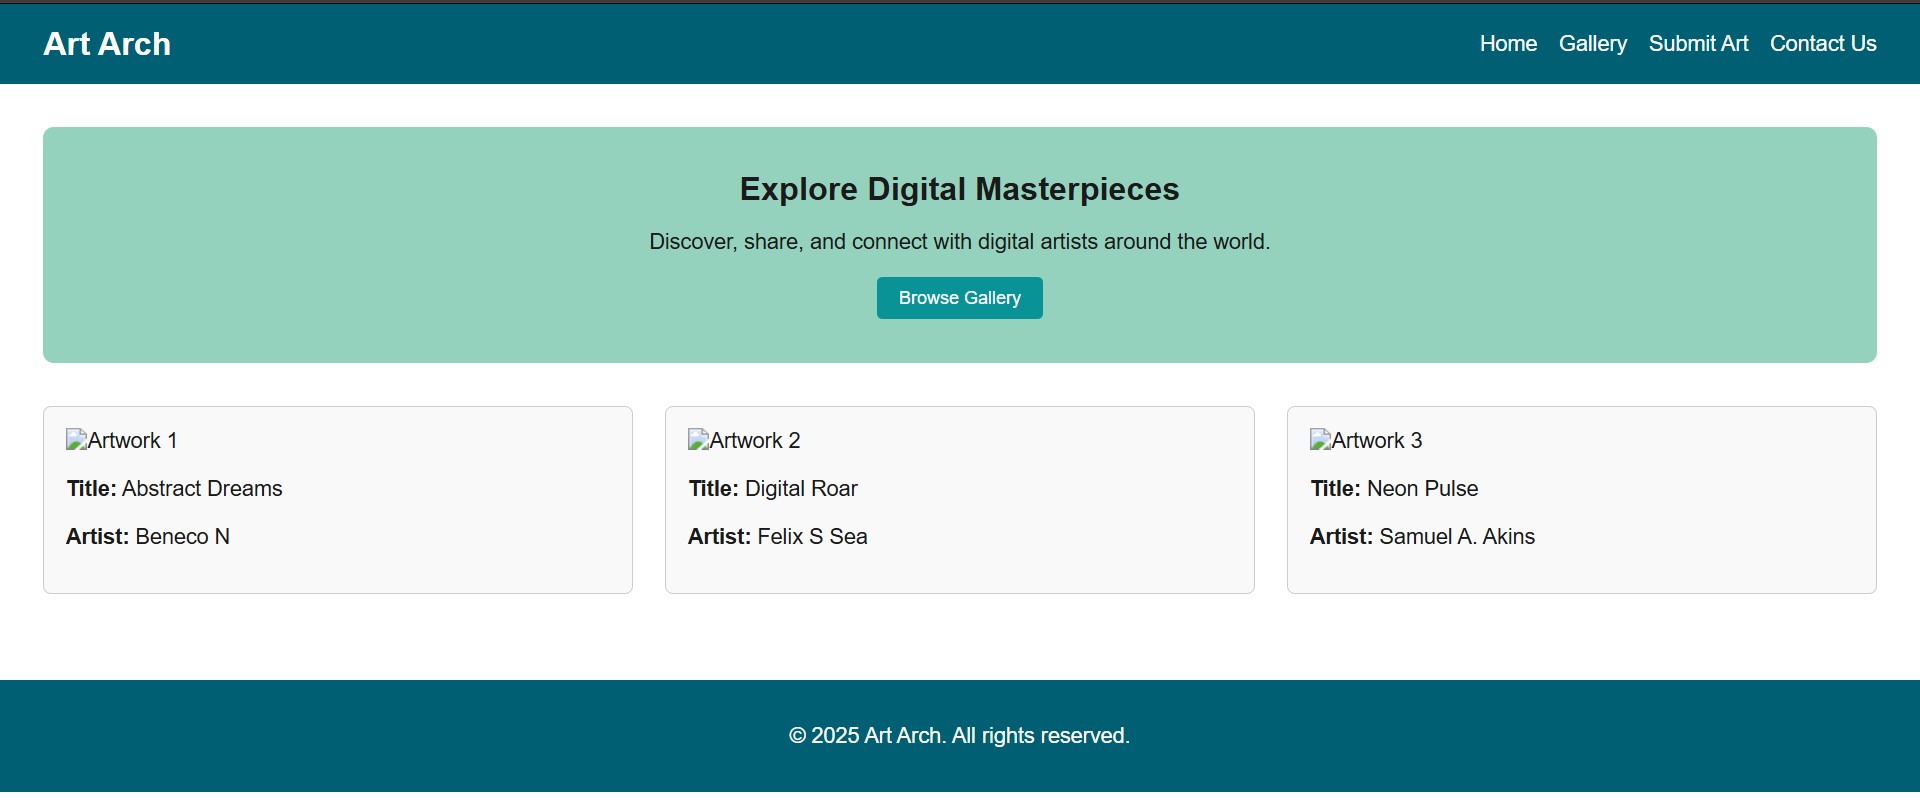 Art Arch
Home Gallery Submit Art Contact Us
Explore Digital Masterpieces
Discover, share, and connect with digital artists around the world.
Browse Gallery
Artwork 1
Title: Abstract Dreams
Artist: Beneco N
Artwork 2
Title: Digital Roar
Artist: Felix S Sea
Artwork 3
Title: Neon Pulse
Artist: Samuel A. Akins
© 2025 Art Arch. All rights reserved.